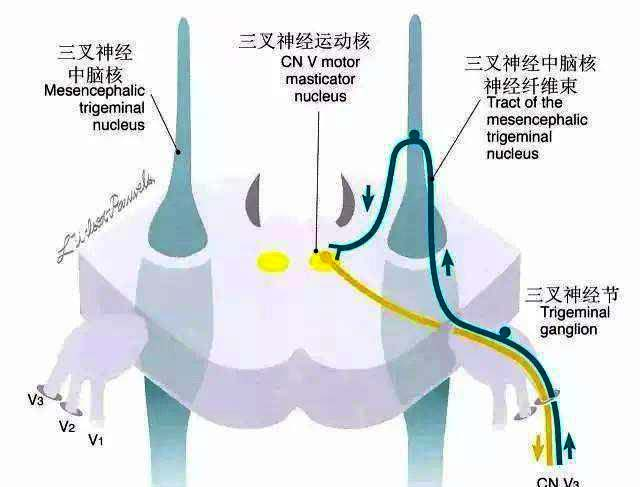 三叉神经
中脑核
Mesencephalic
trigeminal
nucleus
三叉神经运动核
CN V motor
masticator
nucleus
三叉神经中脑核
神经纤维束
Tract of the
mesencephalic
trigeminal
nucleus
三叉神经节
Trigeminal
ganglion
V3
V2
V1
CN V3